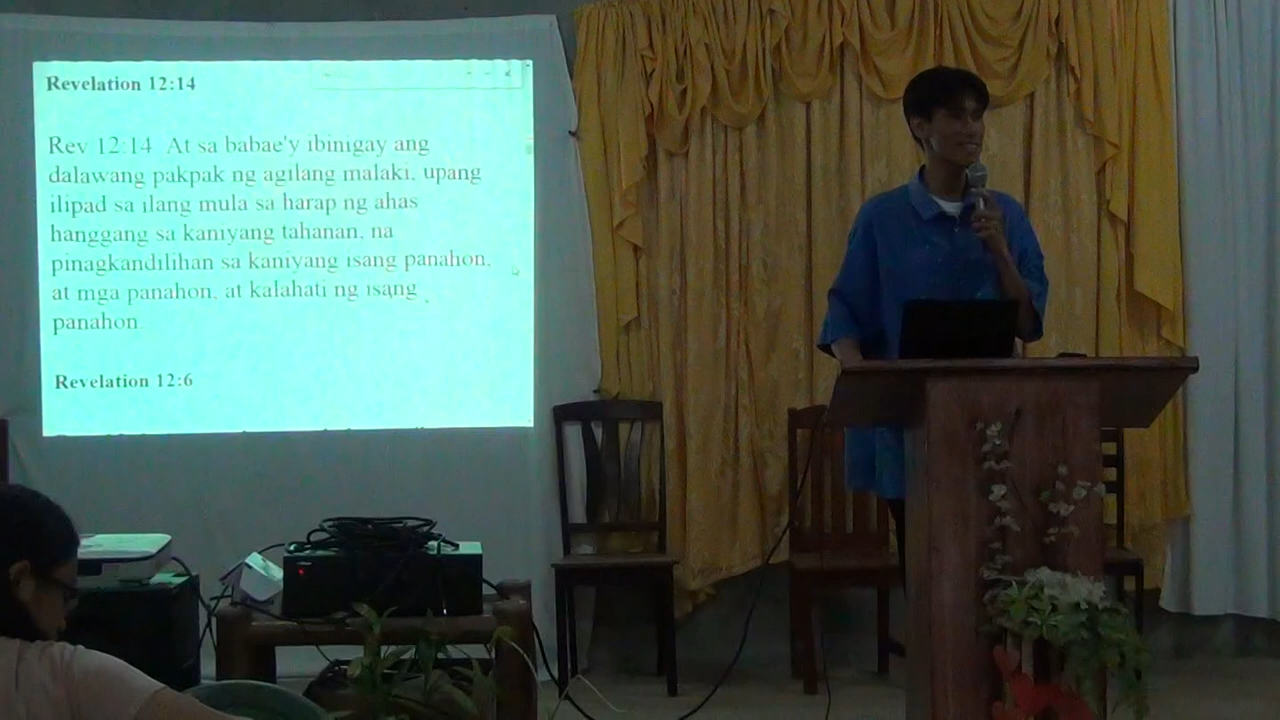 Revelation 12:14
Rev 12:14 At sa babae'y ibinigay ang
dalawang pakpak ng agilang malaki, upang
ilipad sa ilang mula sa harap ng ahas
hanggang sa kaniyang tahanan, na
pinagkandilihan sa kaniyang isang panahon,
at mga panahon, at kalahati ng isang
panahon.
Revelation 12:6